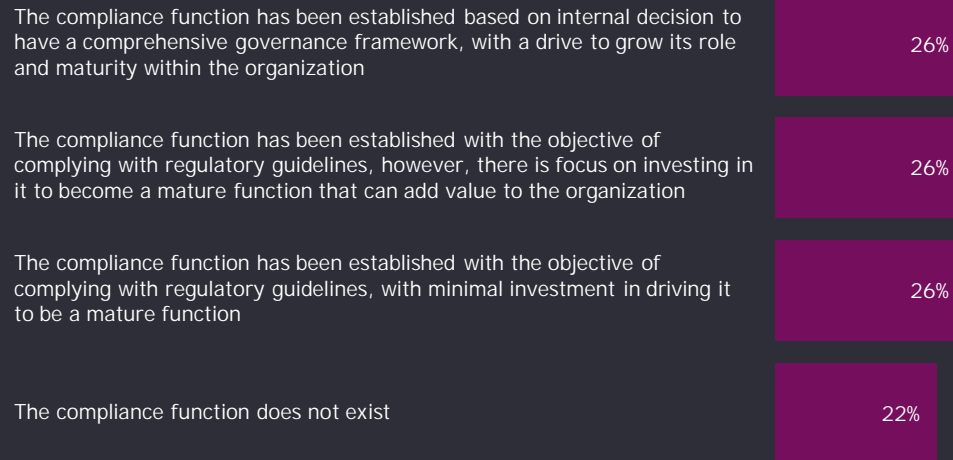 The compliance function has been established based on internal decision to
have a comprehensive governance framework, with a drive to grow its role
and maturity within the organization
26%
The compliance function has been established with the objective of
complying with regulatory guidelines, however, there is focus on investing in
it to become a mature function that can add value to the organization
26%
The compliance function has been established with the objective of
complying with regulatory guidelines, with minimal investment in driving it
to be a mature function
26%
The compliance function does not exist
22%